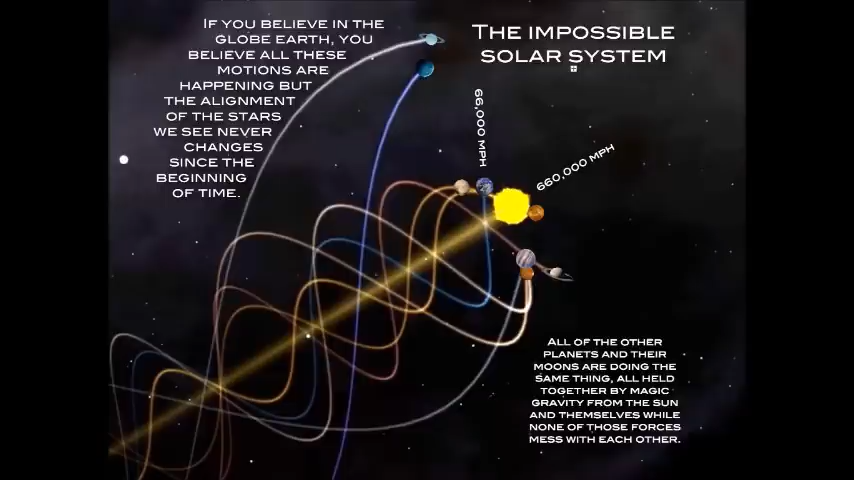 IF YOU BELIEVE IN THE
GLOBE EARTH, YOU
BELIEVE ALL THESE
MOTIONS ARE
HAPPENING BUT
THE ALIGNMENT
OF THE STARS
WE SEE NEVER
CHANGES
SINCE THE
BEGINNING
OF TIME.
THE IMPOSSIBLE
SOLAR SYSTEM
66,000 MPH
660,000 MPH
ALL OF THE OTHER
PLANETS AND THEIR
MOONS ARE DOING THE
SAME THING, ALL HELD
TOGETHER BY MAGIC
GRAVITY FROM THE SUN
AND THEMSELVES WHILE
NONE OF THOSE FORCES
MESS WITH EACH OTHER.